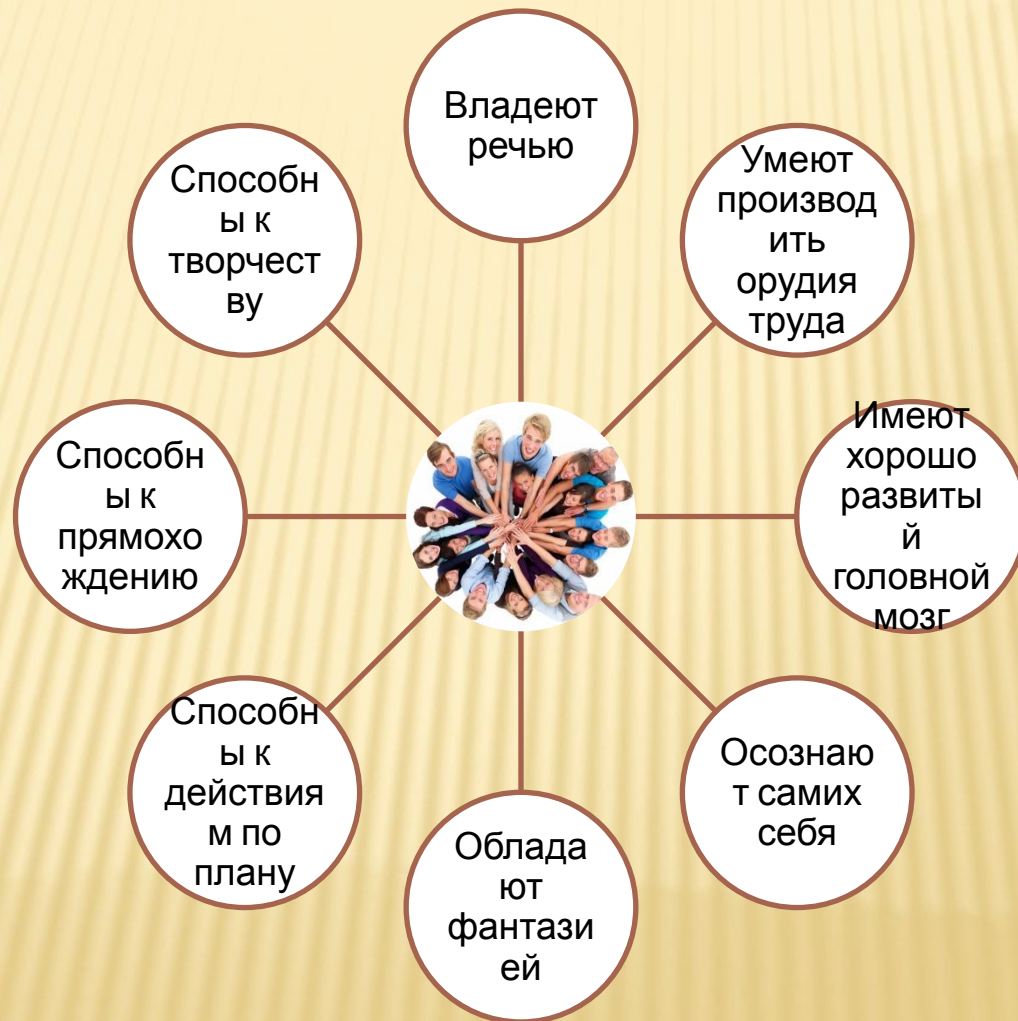 Владеют
речью
Умеют
производ
ить
орудия
труда
Имеют
хорошо
развиты
й
головной
мозг
Осознаю
т самих
себя
Облада
ют
фантази
ей
Способн
ы к
действия
м по
плану
Способн
ы к
прямохо
ждению
Способн
ы к
творчест
ву